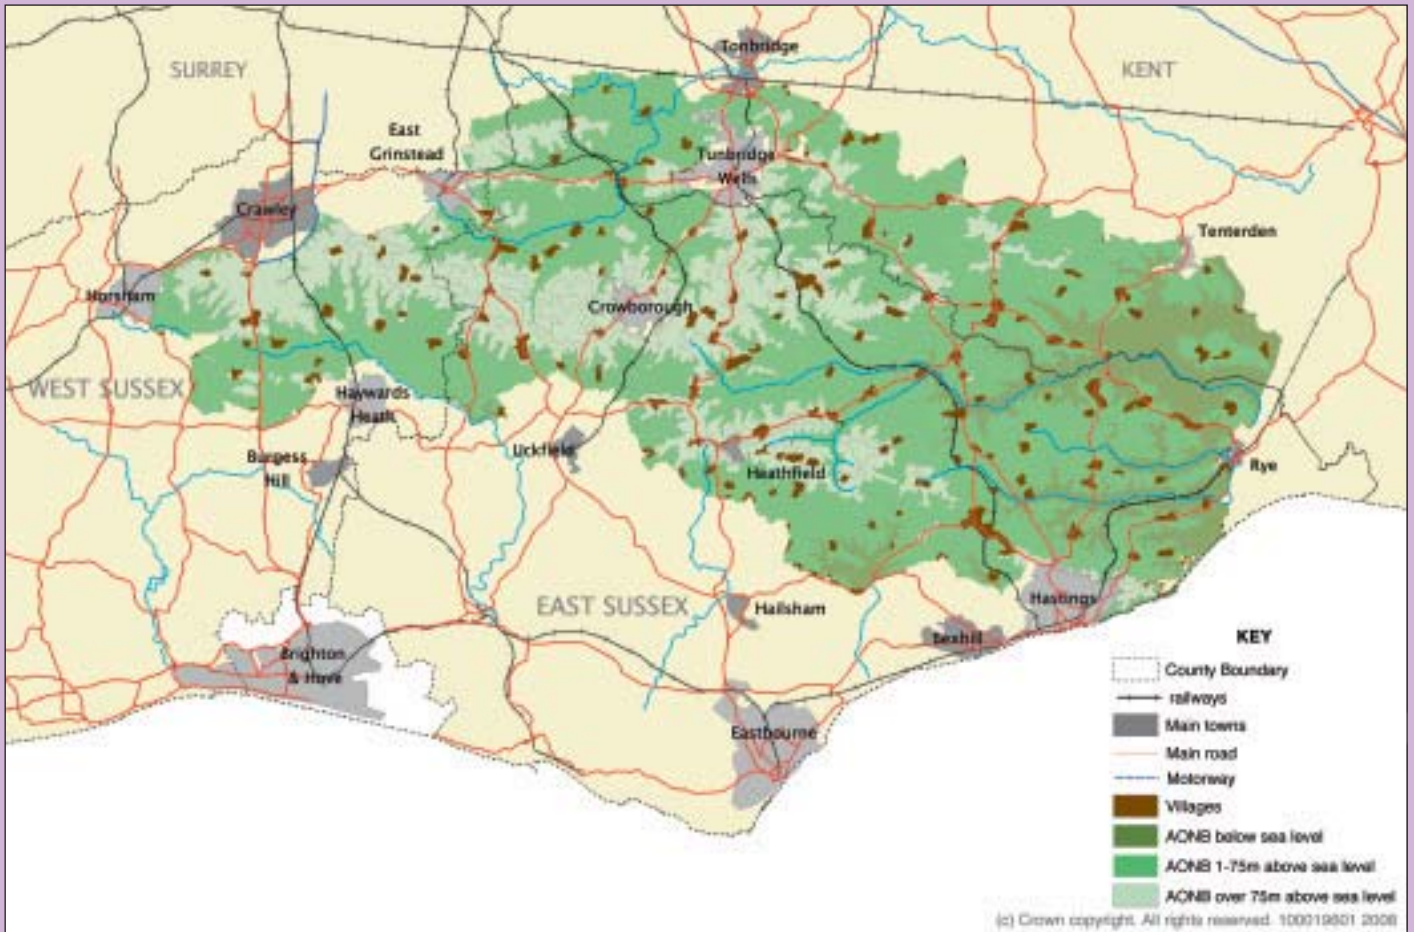 Tonbridge
SURREY
KENT
East
Grinstead
Tunbridge
Wells
Crawley
Tenterden
Horsham
Crowborough
WEST SUSSEX
Haywards
Heath
Uckfield
Burgess
Hill
Heathfield
Rye
EAST SUSSEX
Hailsham
Hastings
Bexhill
Brighton
& Hove
Eastbourne
KEY
County Boundary
railways
Main towns
Main road
Motorway
Villages
AONB below sea level
AONB 1-75m above sea level
AONB over 75m above sea level
(c) Crown copyright. All rights reserved. 100019601 2008